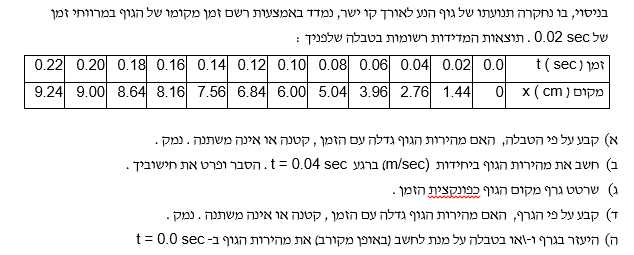 בניסוי, בו נחקרה תנועתו של גוף הנע לאורך קו ישר, נמדד באמצעות רשם זמן מקומו של הגוף במרווחי זמן
של 0.02 sec . תוצאות המדידות רשומות בטבלה שלפניך :
זמן ( t ( sec 0.0 0.02 0.04 0.06 0.08 0.10 0.12 0.14 0.16 0.18 0.20 0.22
מקום ( x ( cm 0 1.44 2.76 3.96 5.04 6.00 6.84 7.56 8.16 8.64 9.00 9.24
א) קבע על פי הטבלה, האם מהירות הגוף גדלה עם הזמן , קטנה או אינה משתנה . נמק .
ב) חשב את מהירות הגוף ביחידות (m/sec) ברגע t = 0.04 sec . הסבר ופרט את חישוביך .
ג) שרטט גרף מקום הגוף כפונקצית הזמן .
ד) קבע על פי הגרף, האם מהירות הגוף גדלה עם הזמן , קטנה או אינה משתנה . נמק .
ה) היעזר בגרף ו-\או בטבלה על מנת לחשב (באופן מקורב) את מהירות הגוף ב- t = 0.0 sec